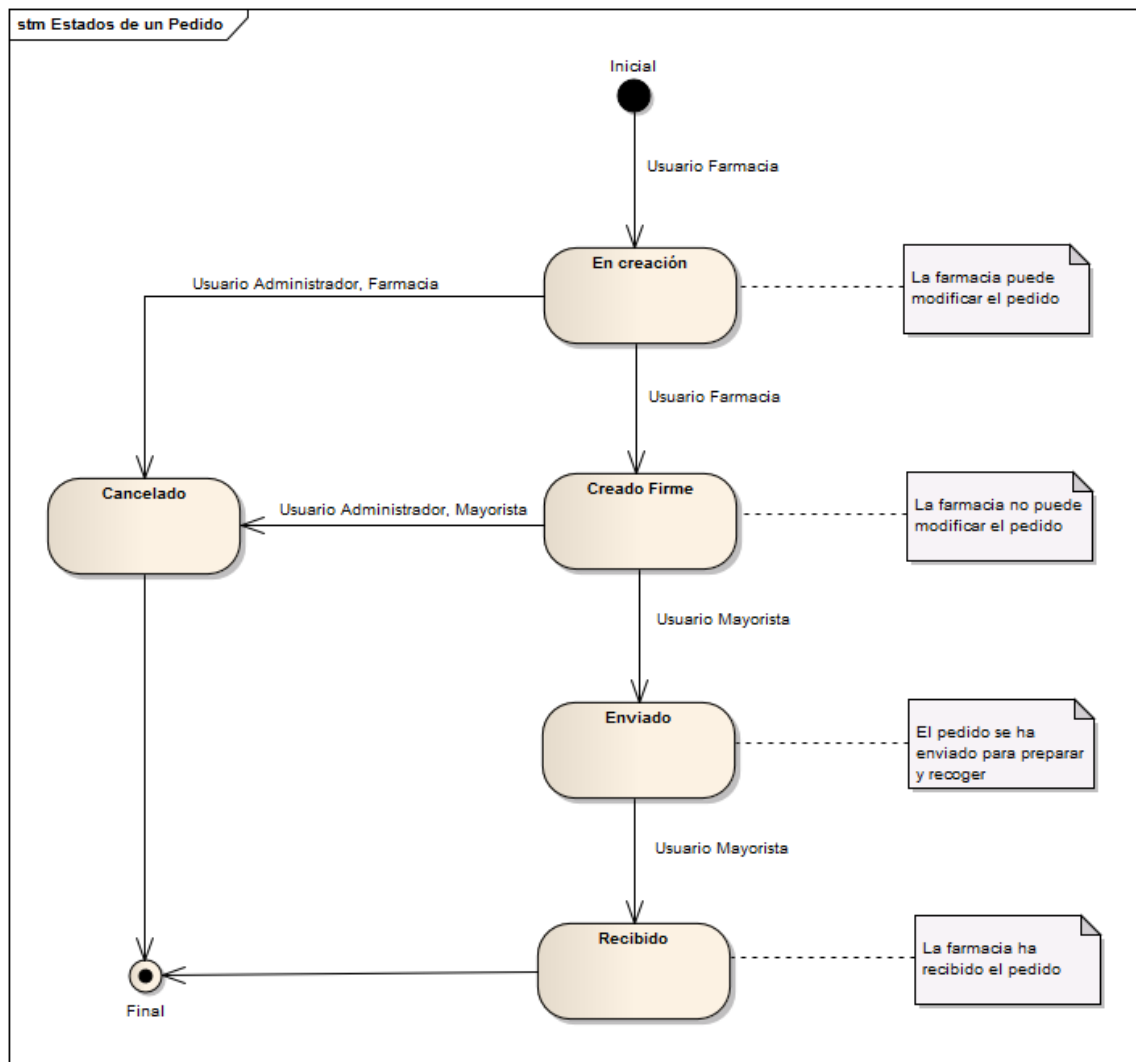 stm Estados de un Pedido
Inicial
Usuario Farmacia
En creación
La farmacia puede
modificar el pedido
Usuario Administrador, Farmacia
Usuario Farmacia
Cancelado
Creado Firme
La farmacia no puede
modificar el pedido
Usuario Administrador, Mayorista
Usuario Mayorista
Enviado
El pedido se ha
enviado para preparar
y recoger
Usuario Mayorista
Recibido
La farmacia ha
recibido el pedido
Final